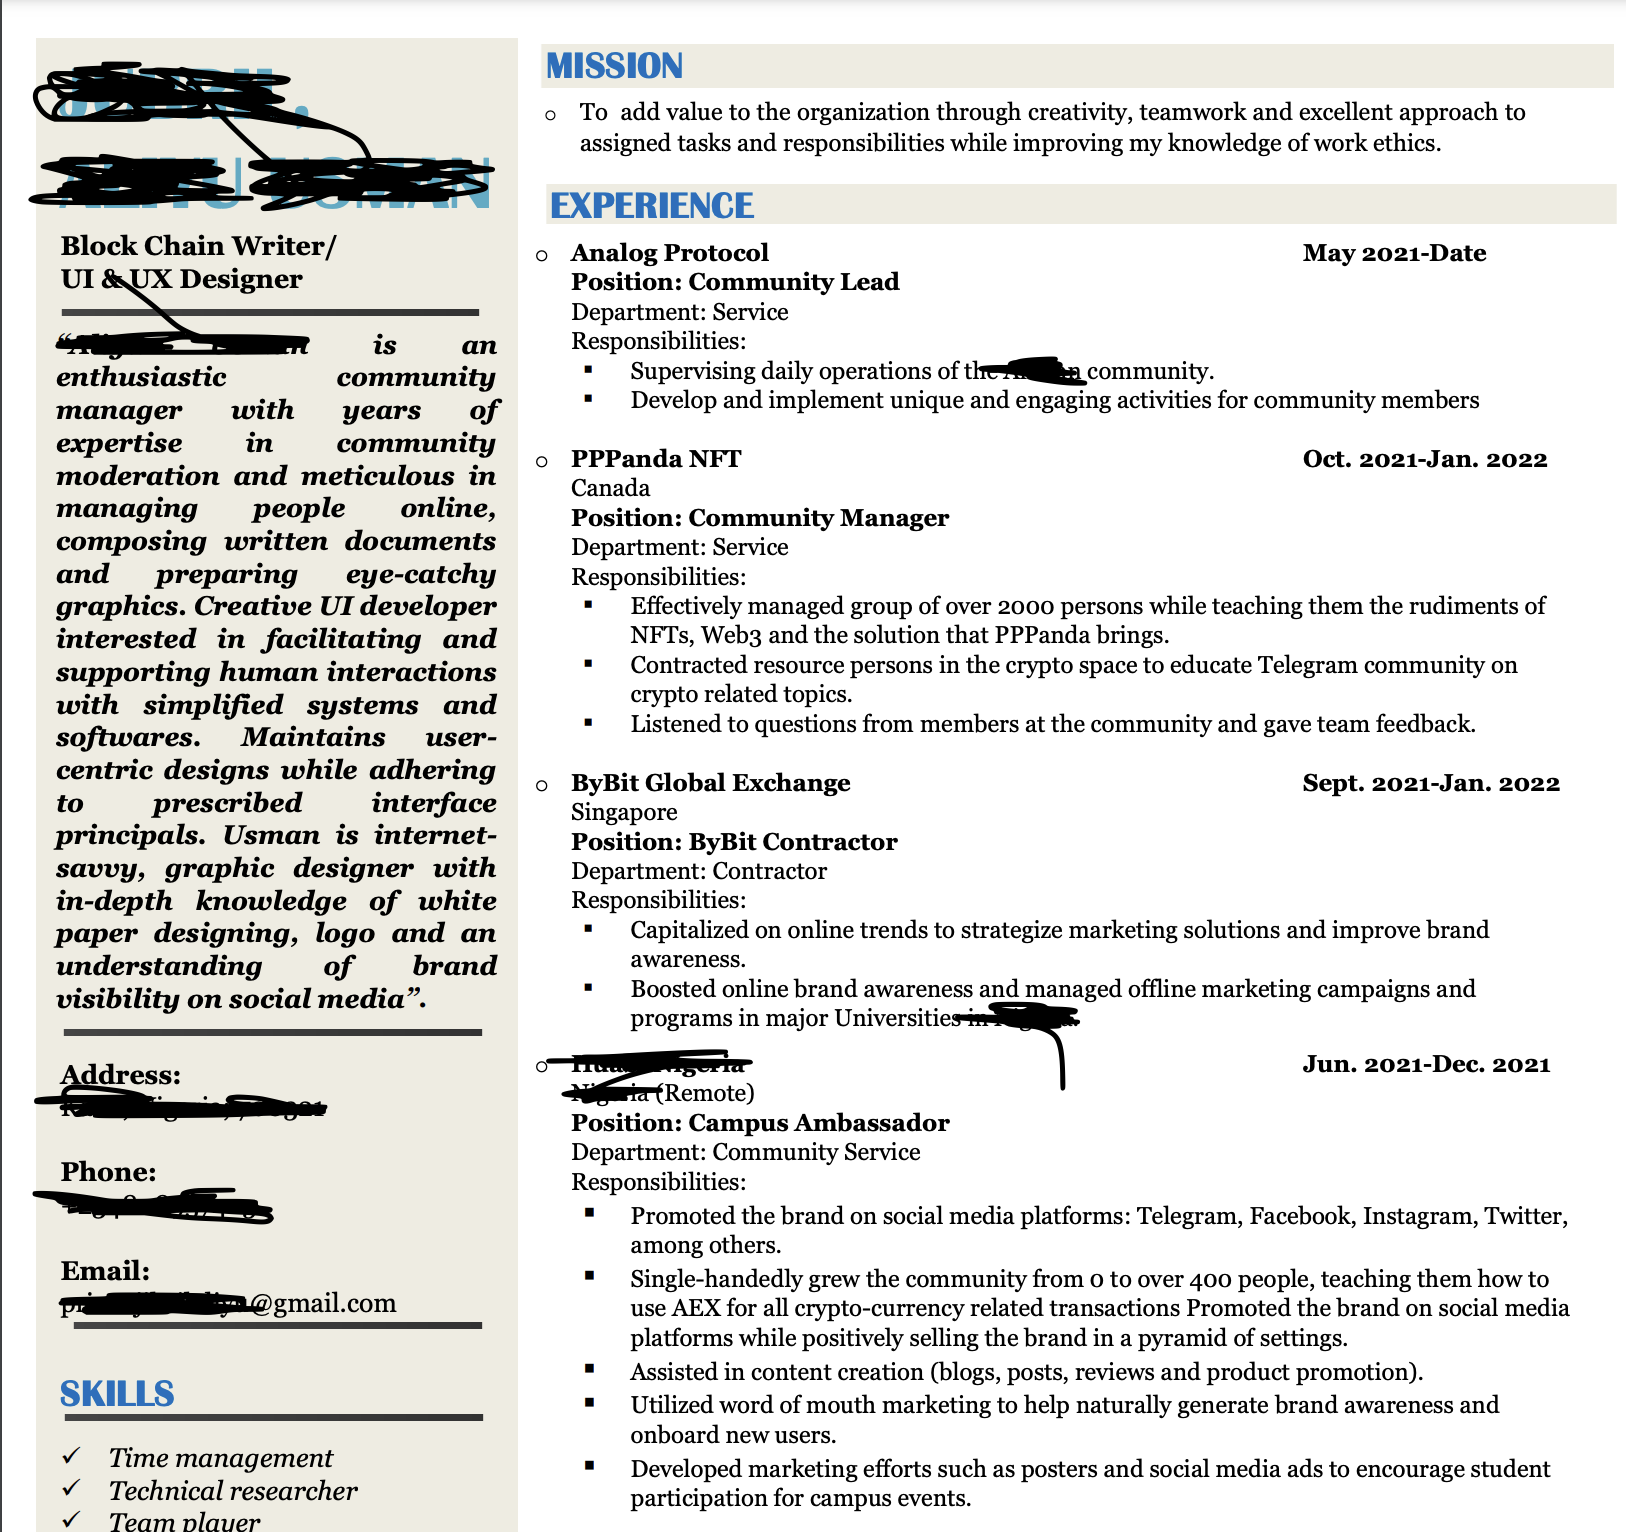 Block Chain Writer/
UI & UX Designer
is an
enthusiastic community
manager with years of
expertise in community
moderation and meticulous in
managing people online,
composing written documents
and preparing eye-catchy
graphics. Creative UI developer
interested in facilitating and
supporting human interactions
with simplified systems and
softwares. Maintains user-
centric designs while adhering
to prescribed interface
principals. Usman is internet-
savvy, graphic designer with
in-depth knowledge of white
paper designing, logo and an
understanding of brand
visibility on social media”.
Address:
Phone:
Email:
@gmail.com
SKILLS
✓ Time management
✓ Technical researcher
✓ Team player
MISSION
o To add value to the organization through creativity, teamwork and excellent approach to
assigned tasks and responsibilities while improving my knowledge of work ethics.
EXPERIENCE
o Analog Protocol May 2021-Date
Position: Community Lead
Department: Service
Responsibilities:
▪ Supervising daily operations of the community.
▪ Develop and implement unique and engaging activities for community members
o PPPanda NFT Oct. 2021-Jan. 2022
Canada
Position: Community Manager
Department: Service
Responsibilities:
▪ Effectively managed group of over 2000 persons while teaching them the rudiments of
NFTs, Web3 and the solution that PPPanda brings.
▪ Contracted resource persons in the crypto space to educate Telegram community on
crypto related topics.
▪ Listened to questions from members at the community and gave team feedback.
o ByBit Global Exchange Sept. 2021-Jan. 2022
Singapore
Position: ByBit Contractor
Department: Contractor
Responsibilities:
▪ Capitalized on online trends to strategize marketing solutions and improve brand
awareness.
▪ Boosted online brand awareness and managed offline marketing campaigns and
programs in major Universities in
o Jun. 2021-Dec. 2021
(Remote)
Position: Campus Ambassador
Department: Community Service
Responsibilities:
▪ Promoted the brand on social media platforms: Telegram, Facebook, Instagram, Twitter,
among others.
▪ Single-handedly grew the community from 0 to over 400 people, teaching them how to
use AEX for all crypto-currency related transactions Promoted the brand on social media
platforms while positively selling the brand in a pyramid of settings.
▪ Assisted in content creation (blogs, posts, reviews and product promotion).
▪ Utilized word of mouth marketing to help naturally generate brand awareness and
onboard new users.
▪ Developed marketing efforts such as posters and social media ads to encourage student
participation for campus events.